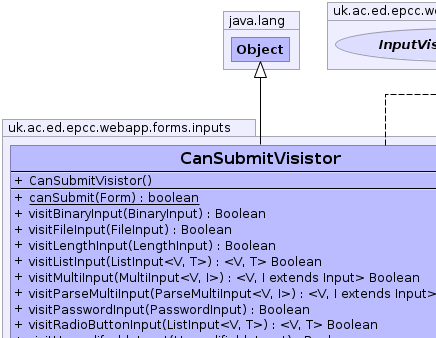 java.lang
uk.ac.ed.epcc.we
Object
InputVis
uk.ac.ed.epcc.webapp.forms.inputs
CanSubmitVisistor
+ CanSubmitVisistor()
+ canSubmit(Form) : boolean
+ visitBinaryInput(BinaryInput) : Boolean
+ visitFileInput(FileInput) : Boolean
+ visitLengthInput(LengthInput) : Boolean
+ visitListInput(ListInput<V, T>) : <V, T> Boolean
+ visitMultiInput(MultiInput<V, I>) : <V, I extends Input> Boolean
+ visitParseMultiInput(ParseMultiInput<V, I>) : <V, I extends Input>
+ visitPasswordInput(PasswordInput) : Boolean
+ visitRadioButtonInput(ListInput<V, T>) : <V, T> Boolean